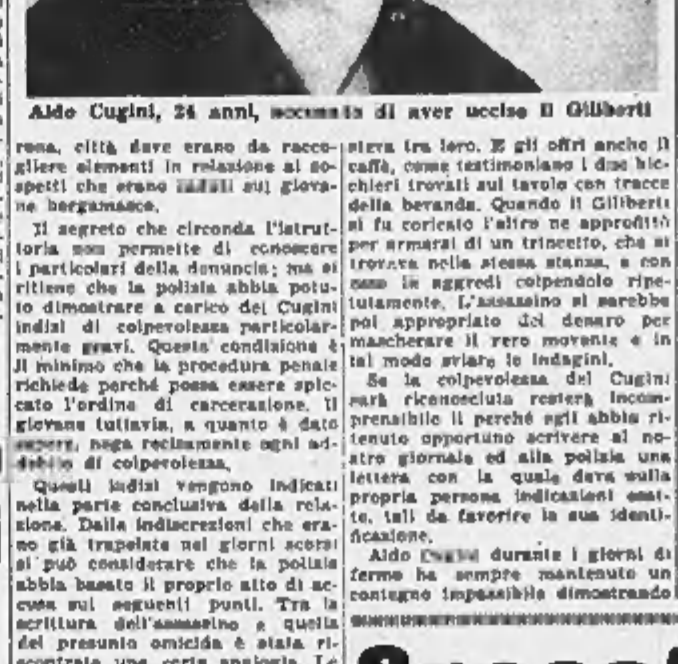 Aldo Cugini, 24 anni, accusato di aver ucciso il Giliberti
rona, città dove erano da racco-
gliere elementi in relazione ai so-
spetti che erano caduti sul giova-
ne bergamasco.
Il segreto che circonda l'istrut-
toria non permette di conoscere
i particolari della denuncia; ma si
ritiene che la polizia abbia potu-
to dimostrare a carico del Cugini
indizi di colpevolezza particolar-
mente gravi. Questa condizione è
il minimo che la procedura penale
richiede perché possa essere spic-
cato l'ordine di carcerazione. Il
giovane tuttavia, a quanto è dato
sapere, nega recisamente ogni ad-
debito di colpevolezza.
Questi indizi vengono indicati
nella parte conclusiva della rela-
zione. Dalle indiscrezioni che era-
no già trapelate nei giorni scorsi
si può considerare che la polizia
abbia basato il proprio atto di ac-
cusa sui seguenti punti. Tra la
scrittura dell'assassino e quella
del presunto omicida è stata ri-
scontrata una certa analogia. Le
steva tra loro. E gli offrì anche il
caffè, come testimoniano i due bic-
chieri trovati sul tavolo con tracce
della bevanda. Quando il Giliberti
si fu coricato l'altro ne approfittò
per armarsi di un trincetto, che si
trovava nella stessa stanza, e con
esso lo aggredì colpendolo ripe-
tutamente. L'assassino si sarebbe
poi appropriato del denaro per
mascherare il vero movente e in
tal modo sviare le indagini.
Se la colpevolezza del Cugini
sarà riconosciuta resterà incom-
prensibile il perché egli abbia ri-
tenuto opportuno scrivere al no-
stro giornale ed alla polizia una
lettera con la quale dava sulla
propria persona indicazioni esat-
te, tali da favorire la sua identi-
ficazione.
Aldo Cugini durante i giorni di
fermo ha sempre mantenuto un
contegno impassibile dimostrando